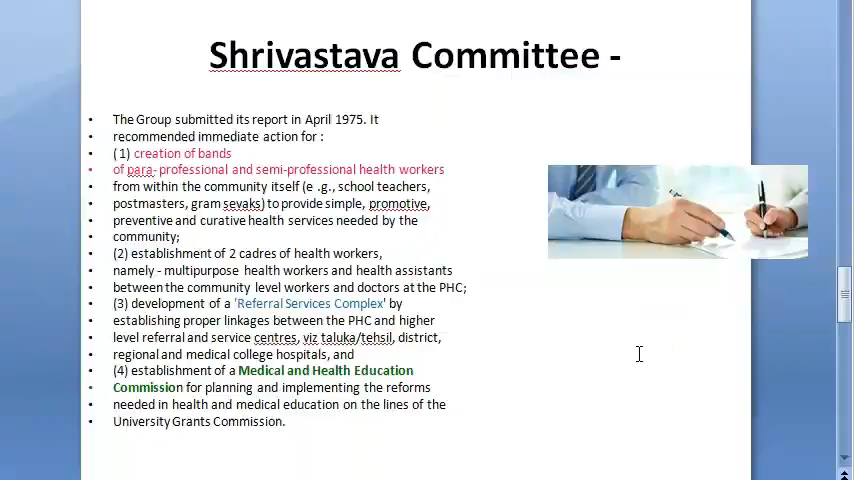 Shrivastava Committee -
• The Group submitted its report in April 1975. It
• recommended immediate action for :
• (1) creation of bands
• of para- professional and semi-professional health workers
• from within the community itself (e .g., school teachers,
• postmasters, gram sevaks) to provide simple, promotive,
• preventive and curative health services needed by the
• community;
• (2) establishment of 2 cadres of health workers,
• namely - multipurpose health workers and health assistants
• between the community level workers and doctors at the PHC;
• (3) development of a 'Referral Services Complex' by
• establishing proper linkages between the PHC and higher
• level referral and service centres, viz taluka/tehsil, district,
• regional and medical college hospitals, and
• (4) establishment of a Medical and Health Education
• Commission for planning and implementing the reforms
• needed in health and medical education on the lines of the
• University Grants Commission.